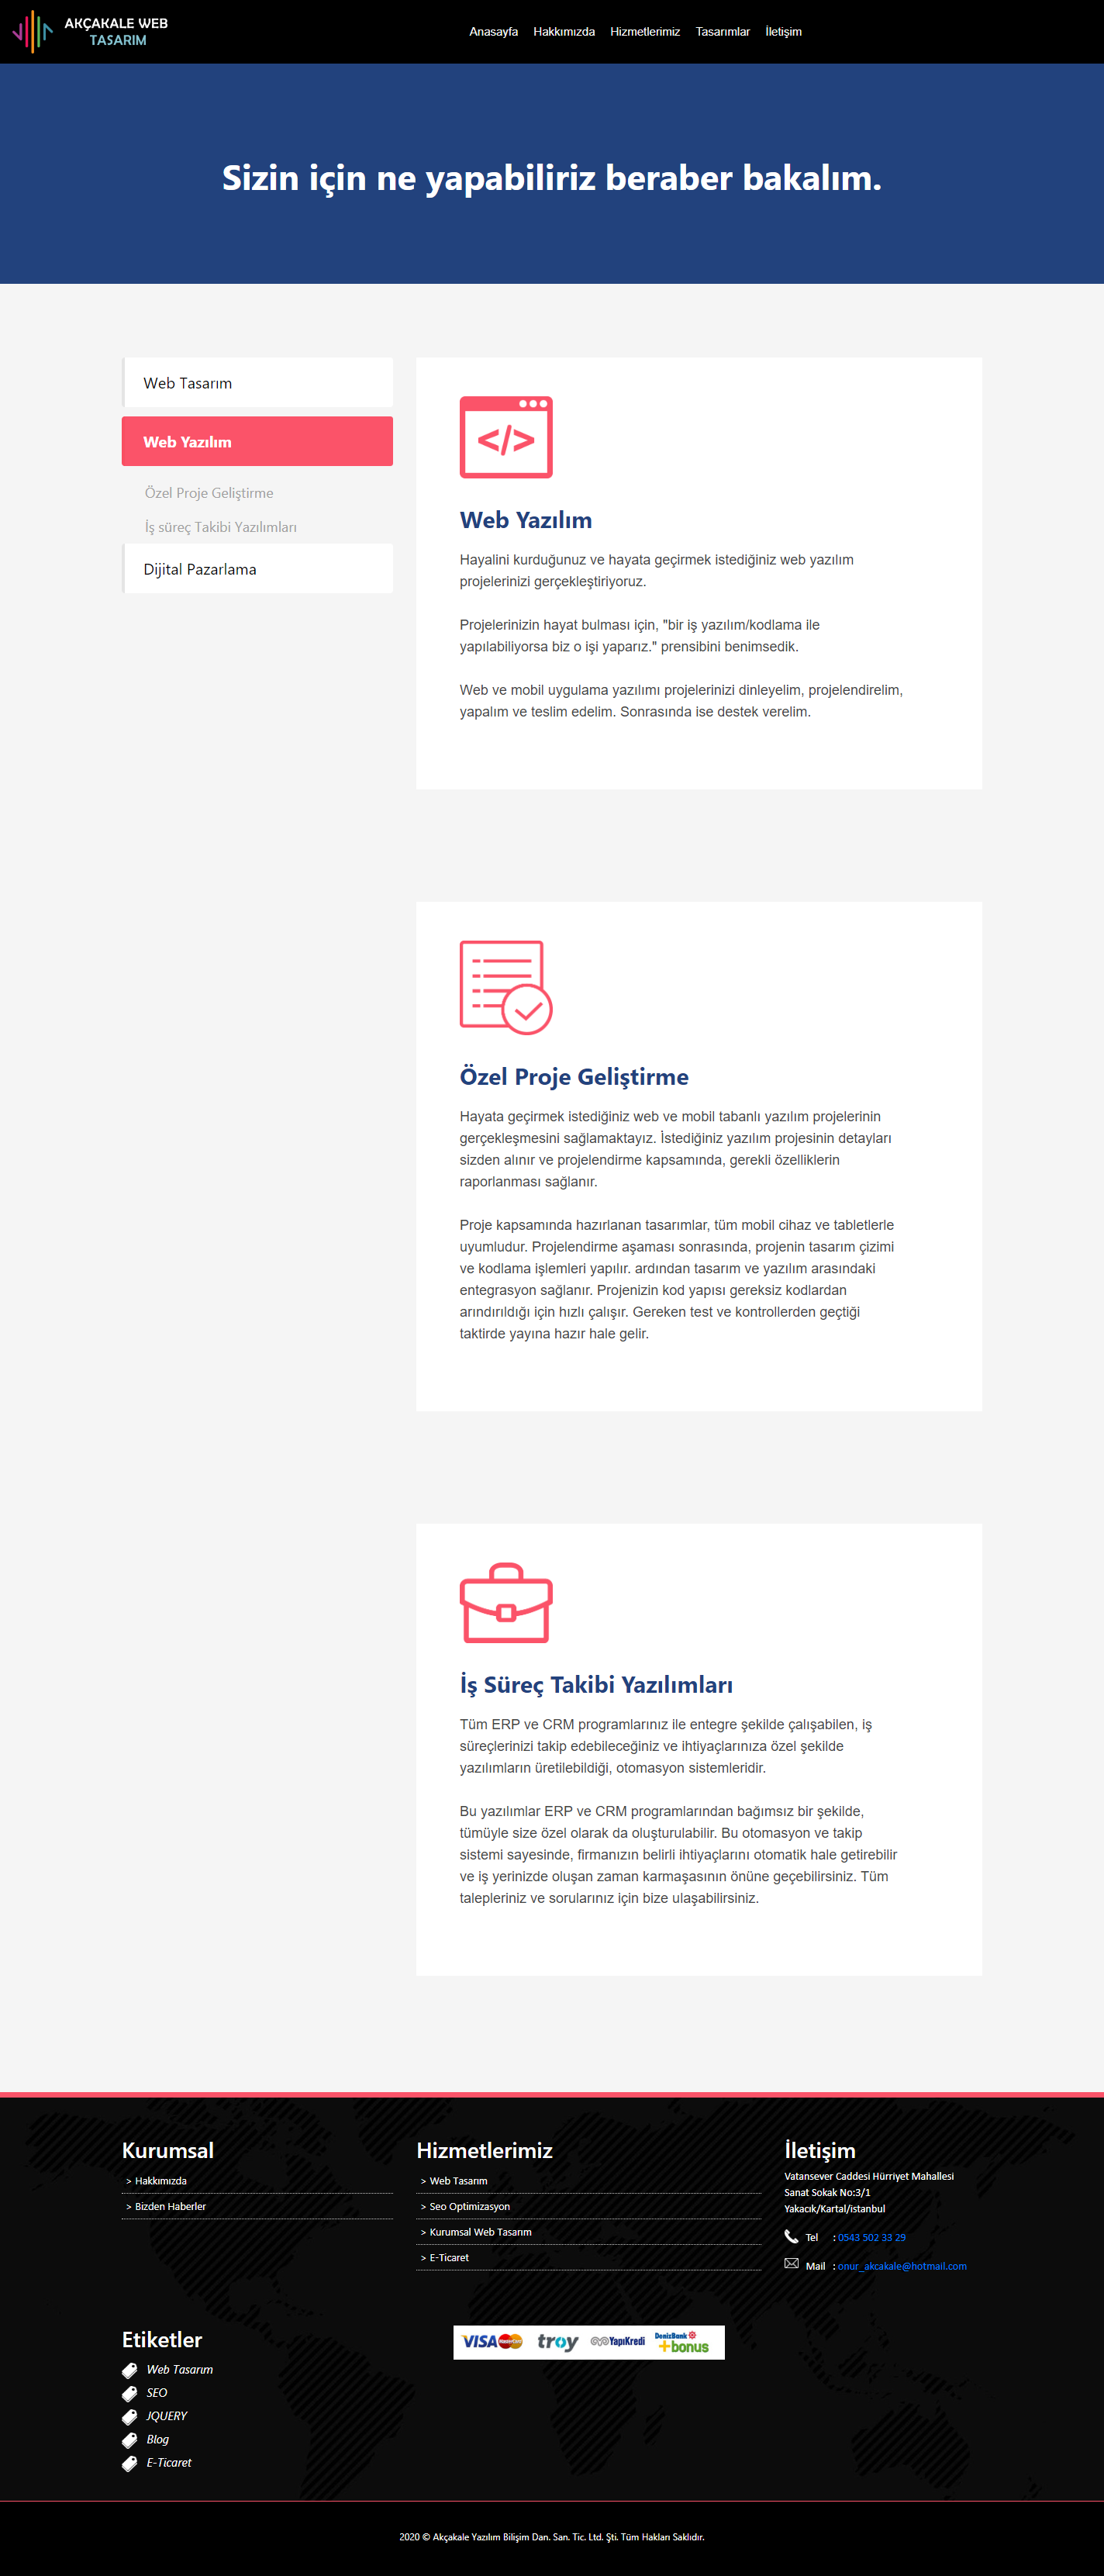 AKÇAKALE WEB
TASARIM
Anasayfa Hakkımızda Hizmetlerimiz Tasarımlar İletişim
Sizin için ne yapabiliriz beraber bakalım.
Web Tasarım
Web Yazılım
Özel Proje Geliştirme
İş süreç Takibi Yazılımları
Dijital Pazarlama
</>
Web Yazılım
Hayalini kurduğunuz ve hayata geçirmek istediğiniz web yazılım
projelerinizi gerçekleştiriyoruz.
Projelerinizin hayat bulması için, "bir iş yazılım/kodlama ile
yapılabiliyorsa biz o işi yaparız." prensibini benimsedik.
Web ve mobil uygulama yazılımı projelerinizi dinleyelim, projelendirelim,
yapalım ve teslim edelim. Sonrasında ise destek verelim.
Özel Proje Geliştirme
Hayata geçirmek istediğiniz web ve mobil tabanlı yazılım projelerinin
gerçekleşmesini sağlamaktayız. İstediğiniz yazılım projesinin detayları
sizden alınır ve projelendirme kapsamında, gerekli özelliklerin
raporlanması sağlanır.
Proje kapsamında hazırlanan tasarımlar, tüm mobil cihaz ve tabletlerle
uyumludur. Projelendirme aşaması sonrasında, projenin tasarım çizimi
ve kodlama işlemleri yapılır. ardından tasarım ve yazılım arasındaki
entegrasyon sağlanır. Projenizin kod yapısı gereksiz kodlardan
arındırıldığı için hızlı çalışır. Gereken test ve kontrollerden geçtiği
taktirde yayına hazır hale gelir.
İş Süreç Takibi Yazılımları
Tüm ERP ve CRM programlarınız ile entegre şekilde çalışabilen, iş
süreçlerinizi takip edebileceğiniz ve ihtiyaçlarınıza özel şekilde
yazılımların üretilebildiği, otomasyon sistemleridir.
Bu yazılımlar ERP ve CRM programlarından bağımsız bir şekilde,
tümüyle size özel olarak da oluşturulabilir. Bu otomasyon ve takip
sistemi sayesinde, firmanızın belirli ihtiyaçlarını otomatik hale getirebilir
ve iş yerinizde oluşan zaman karmaşasının önüne geçebilirsiniz. Tüm
talepleriniz ve sorularınız için bize ulaşabilirsiniz.
Kurumsal
> Hakkımızda
> Bizden Haberler
Hizmetlerimiz
> Web Tasarım
> Seo Optimizasyon
> Kurumsal Web Tasarım
> E-Ticaret
İletişim
Vatansever Caddesi Hürriyet Mahallesi
Sanat Sokak No:3/1
Yakacık/Kartal/istanbul
Tel : 0543 502 33 29
Mail : onur_akcakale@hotmail.com
Etiketler
Web Tasarım
SEO
JQUERY
Blog
E-Ticaret
VISA MasterCard troy YapıKredi DenizBank bonus
2020 © Akçakale Yazılım Bilişim Dan. San. Tic. Ltd. Şti. Tüm Hakları Saklıdır.